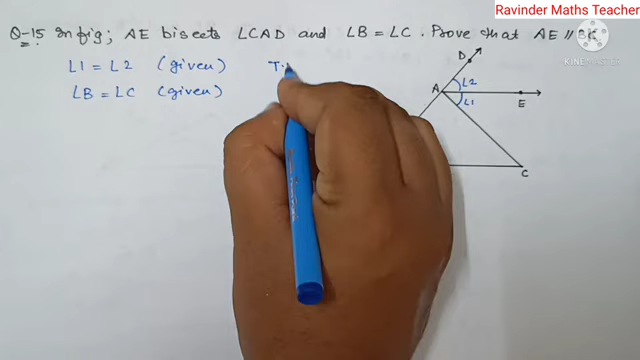 Ravinder Maths Teacher
Q-15 In fig; AE bisects ∠CAD and ∠B = ∠C. Prove that AE ∥ BC
KINEMASTER
∠1 = ∠2 (given) T.
∠B = ∠C (given)
D
A
∠2
∠1
E
C